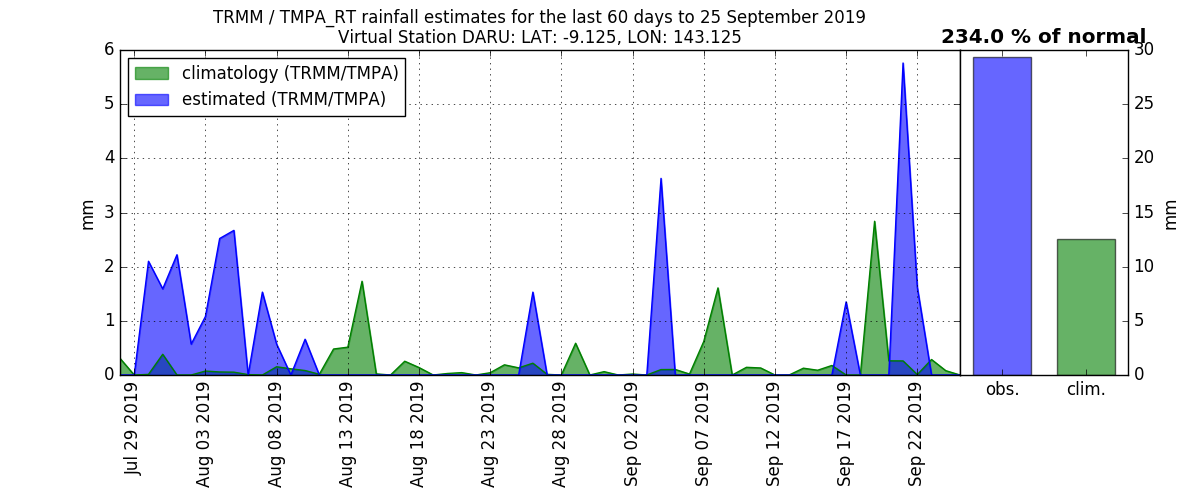 TRMM / TMPA_RT rainfall estimates for the last 60 days to 25 September 2019
Virtual Station DARU: LAT: -9.125, LON: 143.125
234.0 % of normal
climatology (TRMM/TMPA)
estimated (TRMM/TMPA)
6
5
4
3
2
1
0
mm
Jul 29 2019
Aug 03 2019
Aug 08 2019
Aug 13 2019
Aug 18 2019
Aug 23 2019
Aug 28 2019
Sep 02 2019
Sep 07 2019
Sep 12 2019
Sep 17 2019
Sep 22 2019
30
25
20
15
10
5
0
mm
obs.
clim.